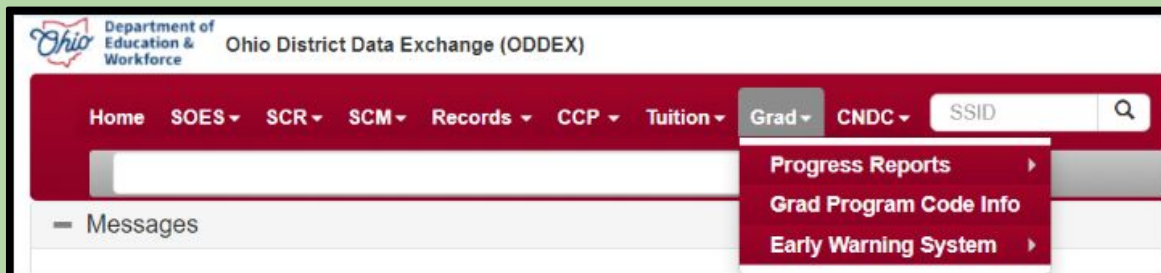 Ohio
Department of
Education &
Workforce
Ohio District Data Exchange (ODDEX)
Home SOES SCR SCM Records CCP Tuition Grad CNDC SSID
Progress Reports
Grad Program Code Info
Early Warning System
Messages